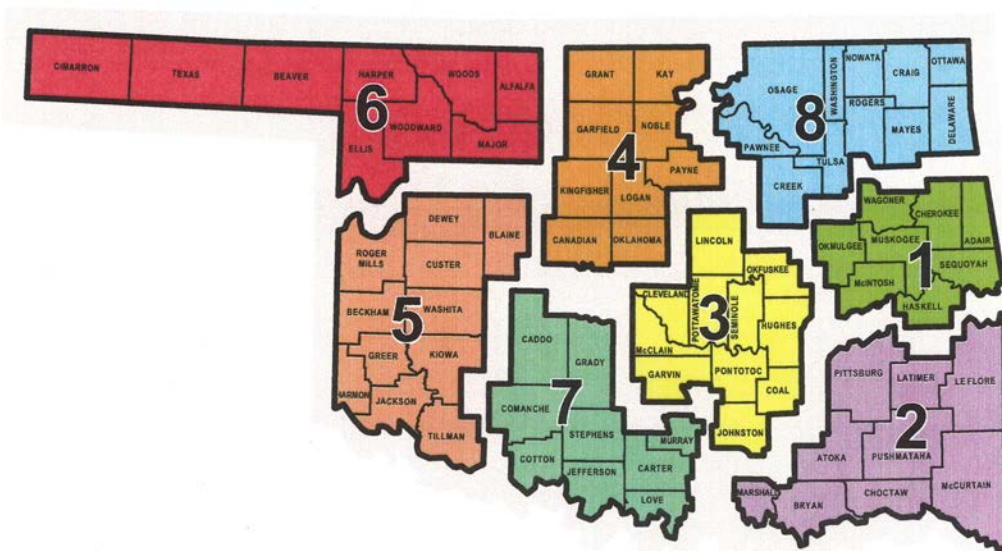 CIMARRON
TEXAS
BEAVER
HARPER
WOODS
ALFALFA
6
WOODWARD
ELLIS
MAJOR
GRANT
KAY
GARFIELD
NOBLE
4
PAYNE
KINGFISHER
LOGAN
CANADIAN
OKLAHOMA
OSAGE
WASHINGTON
NOWATA
CRAIG
OTTAWA
ROGERS
8
MAYES
DELAWARE
PAWNEE
TULSA
CREEK
WAGONER
CHEROKEE
OKMULGEE
MUSKOGEE
ADAIR
1
SEQUOYAH
McINTOSH
HASKELL
DEWEY
BLAINE
ROGER
MILLS
CUSTER
BECKHAM
WASHITA
5
GREER
KIOWA
HARMON
JACKSON
TILLMAN
LINCOLN
OKFUSKEE
CLEVELAND
POTTAWATOMIE
SEMINOLE
3
HUGHES
McCLAIN
GARVIN
PONTOTOC
COAL
JOHNSTON
CADDO
GRADY
7
COMANCHE
STEPHENS
MURRAY
COTTON
CARTER
JEFFERSON
LOVE
PITTSBURG
LATIMER
LEFLORE
2
ATOKA
PUSHMATAHA
MARSHALL
BRYAN
CHOCTAW
McCURTAIN